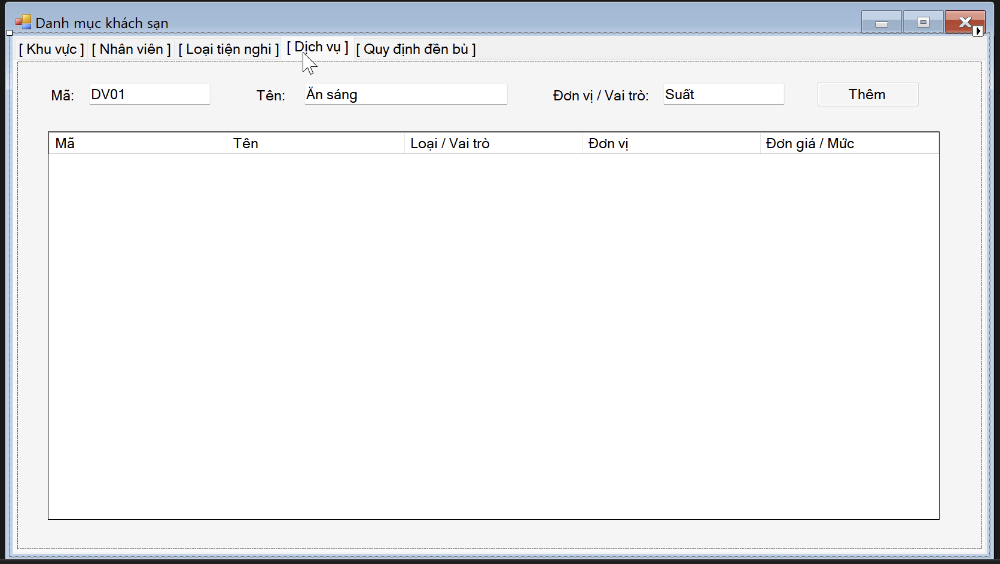 Danh mục khách sạn
[ Khu vực ] [ Nhân viên ] [ Loại tiện nghi ] [ Dịch vụ ] [ Quy định đền bù ]
Mã: DV01 Tên: Ăn sáng Đơn vị / Vai trò: Suất Thêm
Mã Tên Loại / Vai trò Đơn vị Đơn giá / Mức